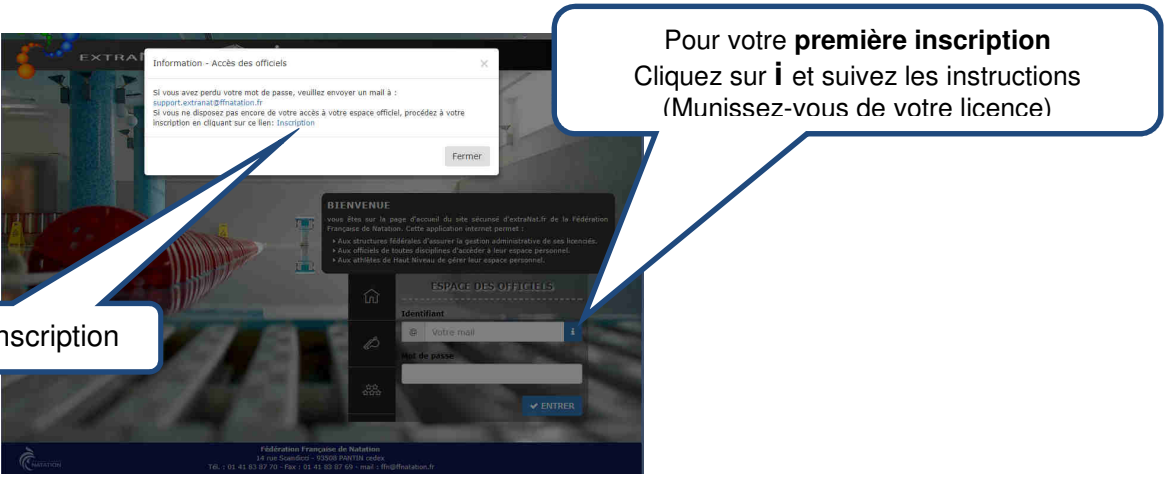 Pour votre première inscription
Cliquez sur i et suivez les instructions
(Munissez-vous de votre licence)
EXTRA
Information - Accès des officiels
×
Si vous avez perdu votre mot de passe, veuillez envoyer un mail à :
support.extranat@ffnatation.fr
Si vous ne disposez pas encore de votre accès à votre espace officiel, procédez à votre
inscription en cliquant sur ce lien: Inscription
Fermer
BIENVENUE
vous êtes sur la page d'accueil du site sécurisé d'extraNat.fr de la Fédération
Française de Natation. Cette application internet permet :
• Aux structures fédérales d'assurer la gestion administrative de ses licenciés.
• Aux officiels de toutes disciplines d'accéder à leur espace personnel.
• Aux athlètes de Haut Niveau de gérer leur espace personnel.
ESPACE DES OFFICIELS
Identifiant
@ Votre mail i
Mot de passe
ENTRER
nscription
Fédération Française de Natation
14 rue Scandicci - 93508 PANTIN cedex
Tél. : 01 41 83 87 70 - Fax : 01 41 83 87 69 - mail : ffn@ffnatation.fr
NATATION